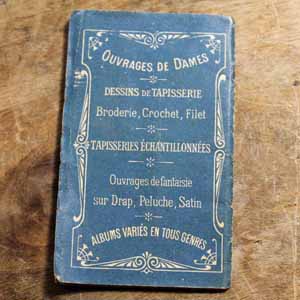 OUVRAGES DE DAMES
DESSINS DE TAPISSERIE
Broderie, Crochet, Filet
TAPISSERIES ÉCHANTILLONNÉES
Ouvrages de fantaisie
sur Drap, Peluche, Satin
ALBUMS VARIÉS EN TOUS GENRES